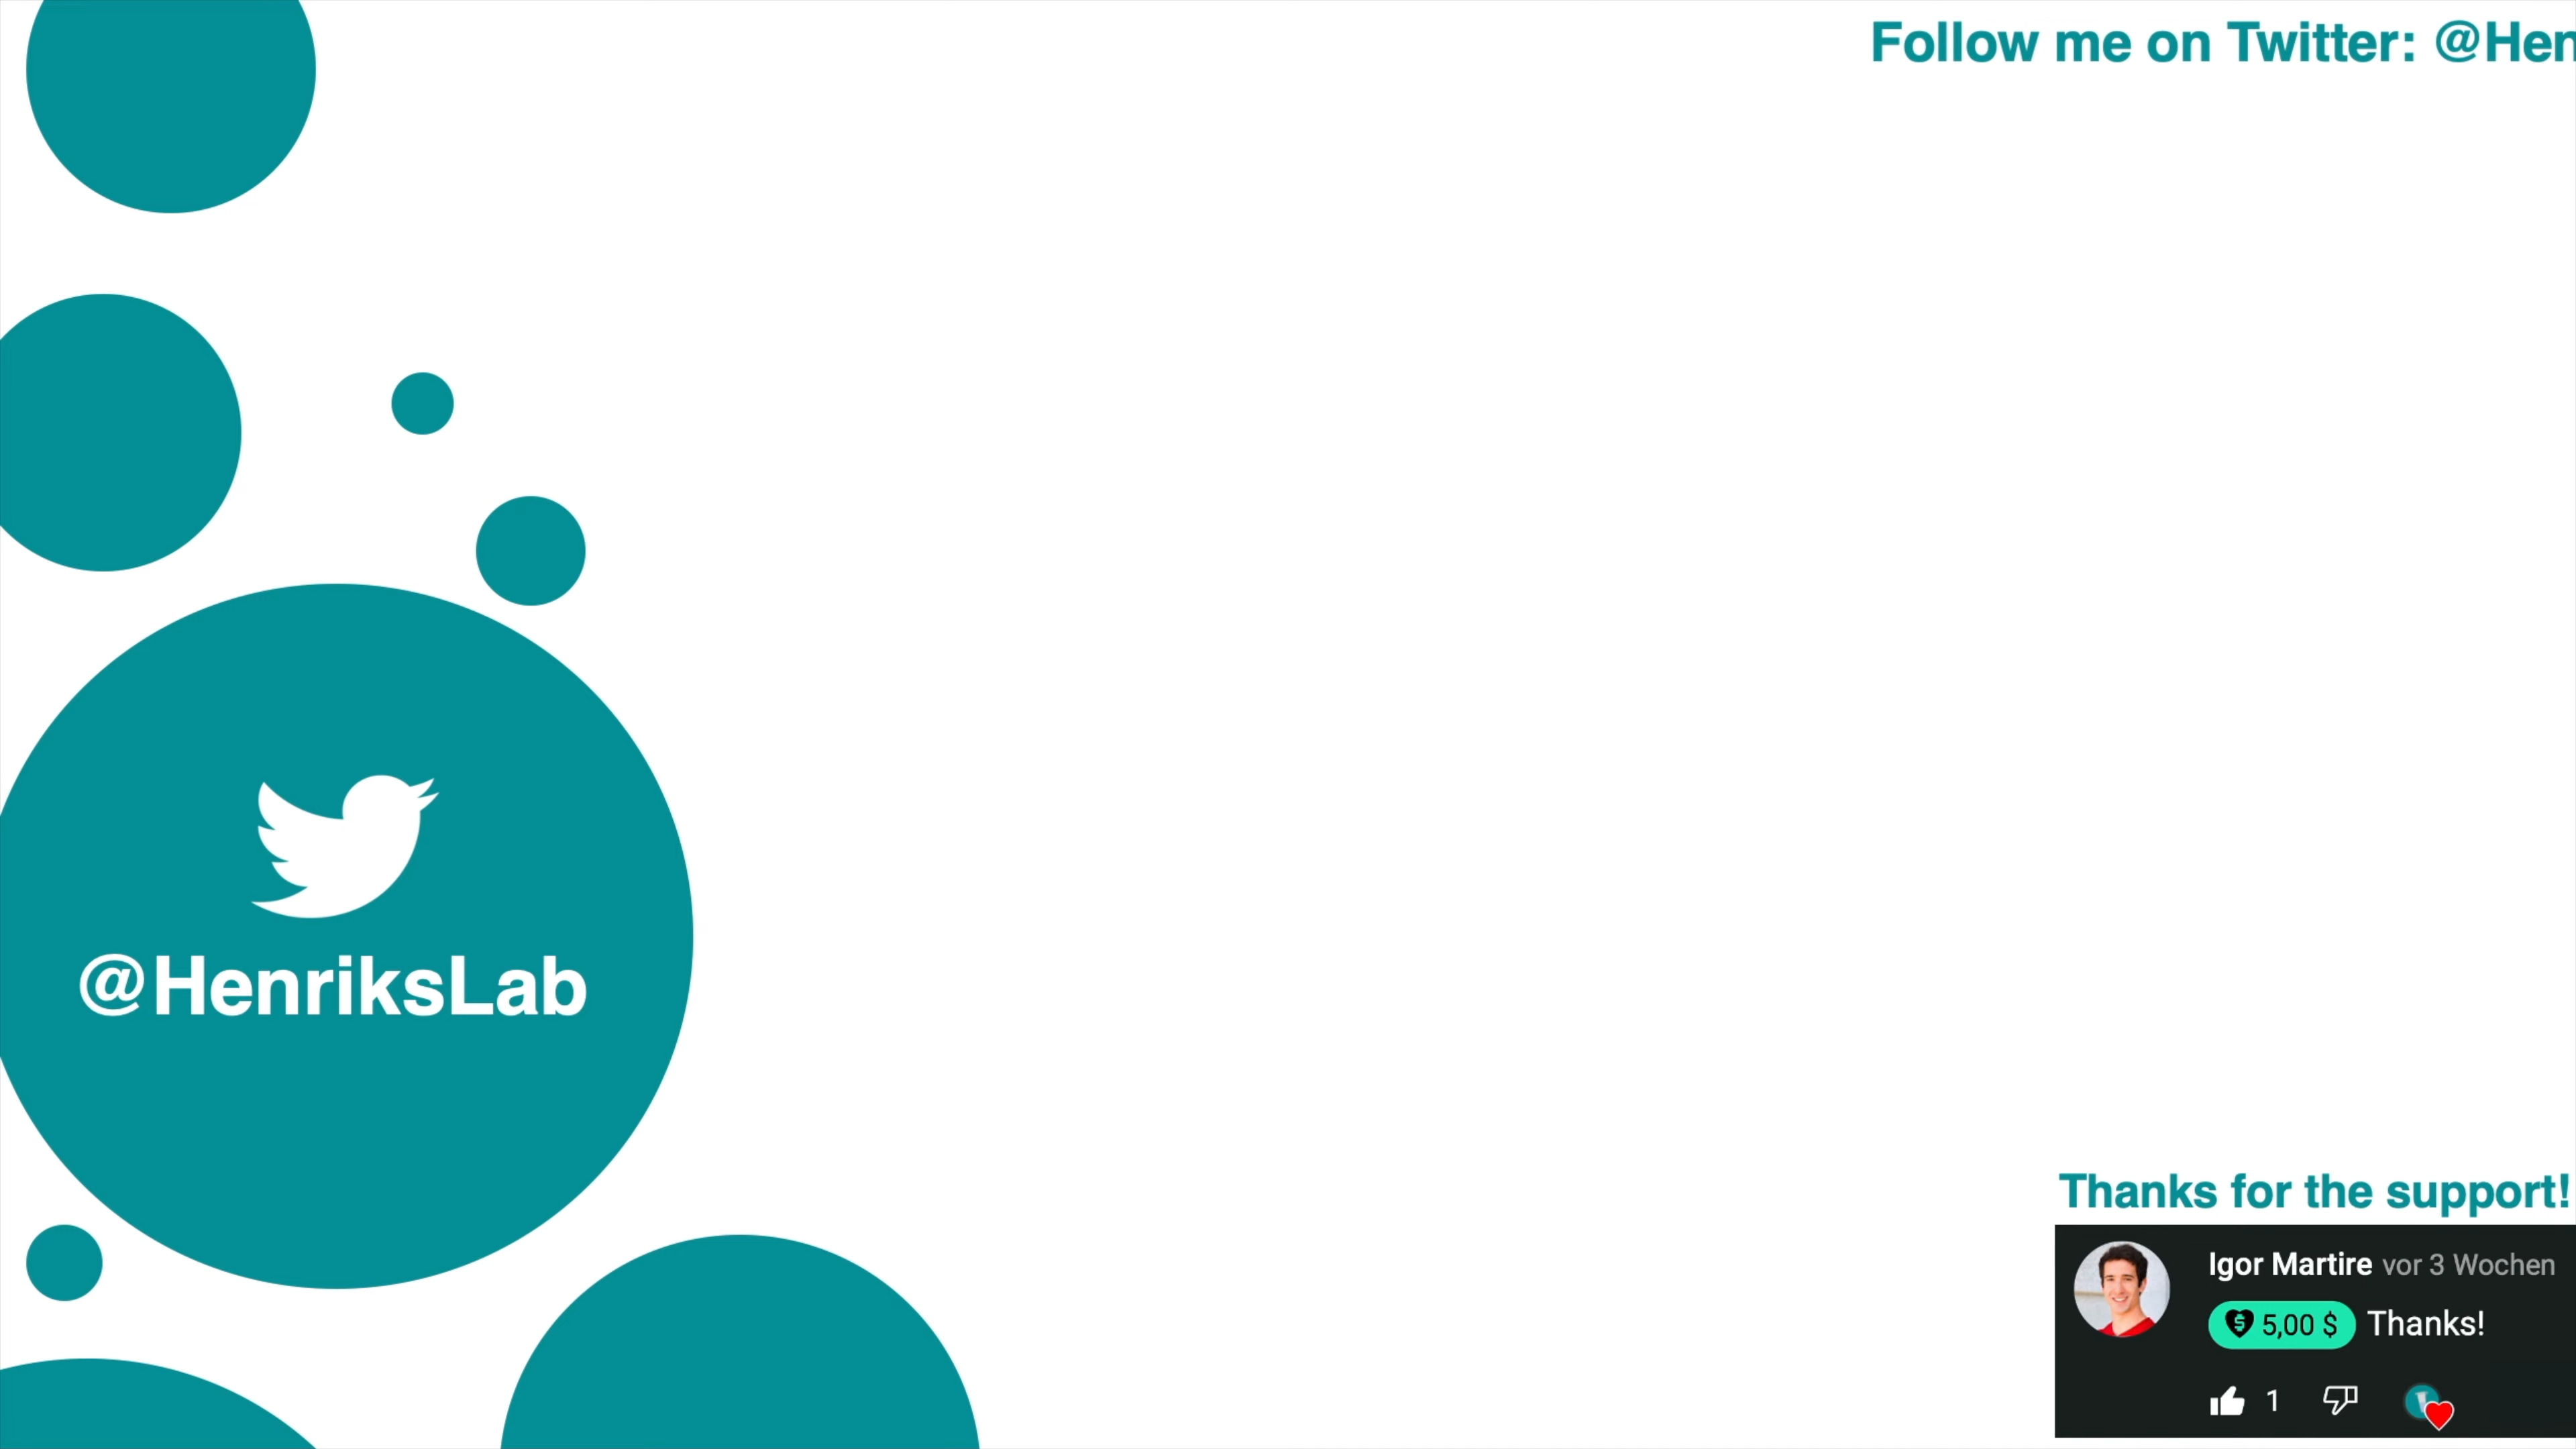 Follow me on Twitter: @Hen
@HenriksLab
Thanks for the support!
Igor Martire vor 3 Wochen
5,00 $ Thanks!
1